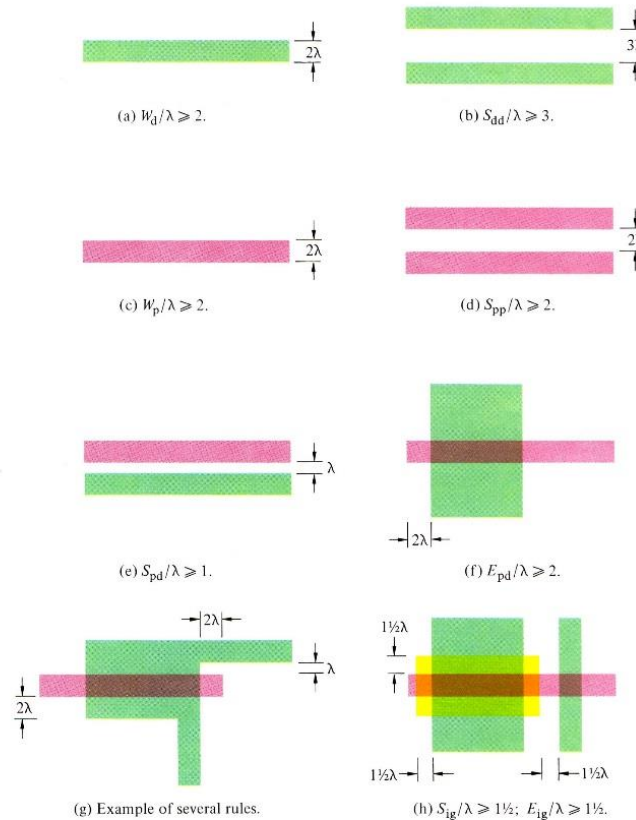 2λ
(a) W_d/λ ⩾ 2.
3
(b) S_dd/λ ⩾ 3.
2λ
(c) W_p/λ ⩾ 2.
2
(d) S_pp/λ ⩾ 2.
λ
(e) S_pd/λ ⩾ 1.
2λ
(f) E_pd/λ ⩾ 2.
2λ
λ
2λ
(g) Example of several rules.
1½λ
1½λ
1½λ
(h) S_ig/λ ⩾ 1½; E_ig/λ ⩾ 1½.